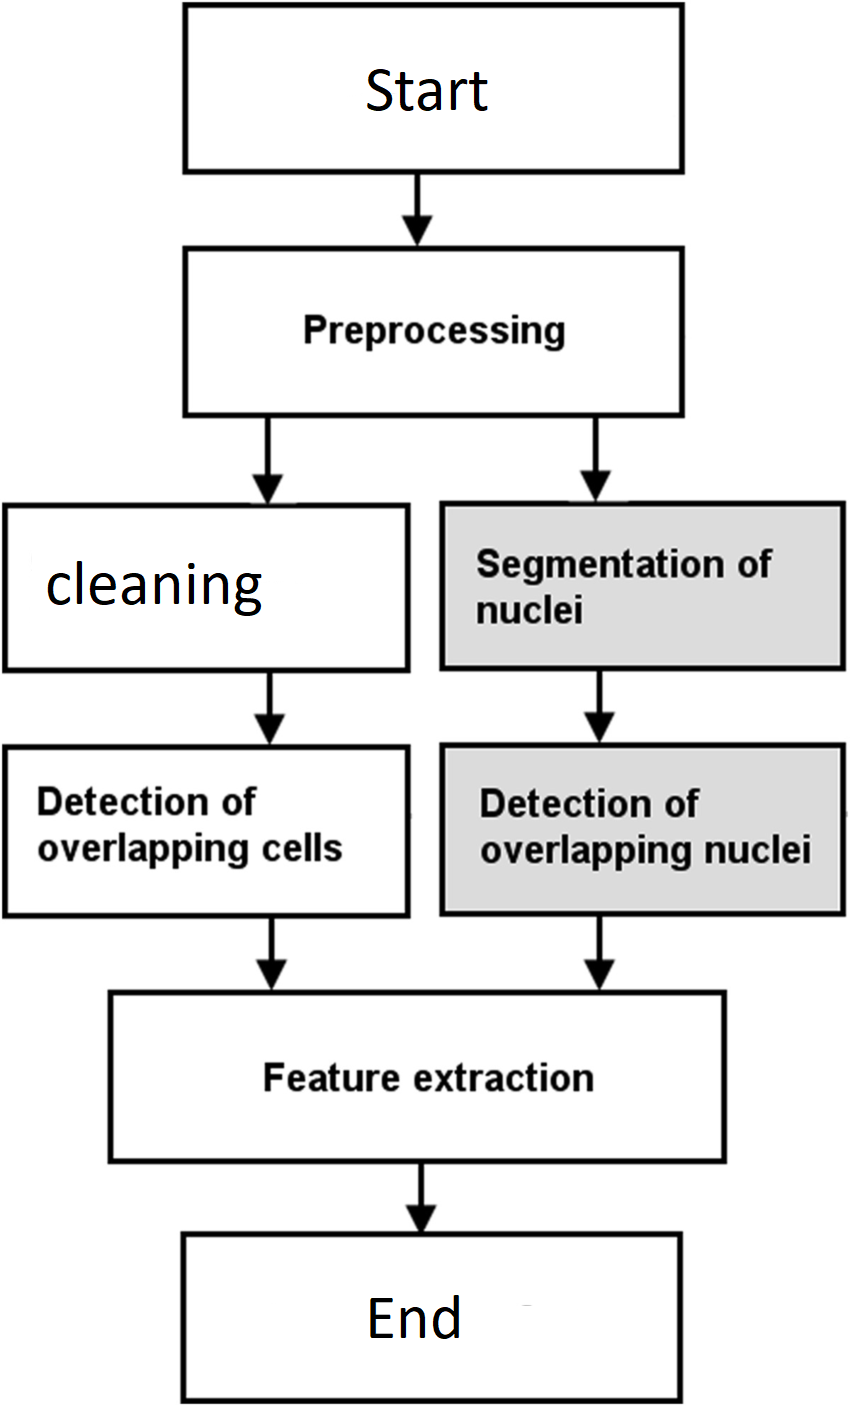 Start
Preprocessing
cleaning
Segmentation of
nuclei
Detection of
overlapping cells
Detection of
overlapping nuclei
Feature extraction
End